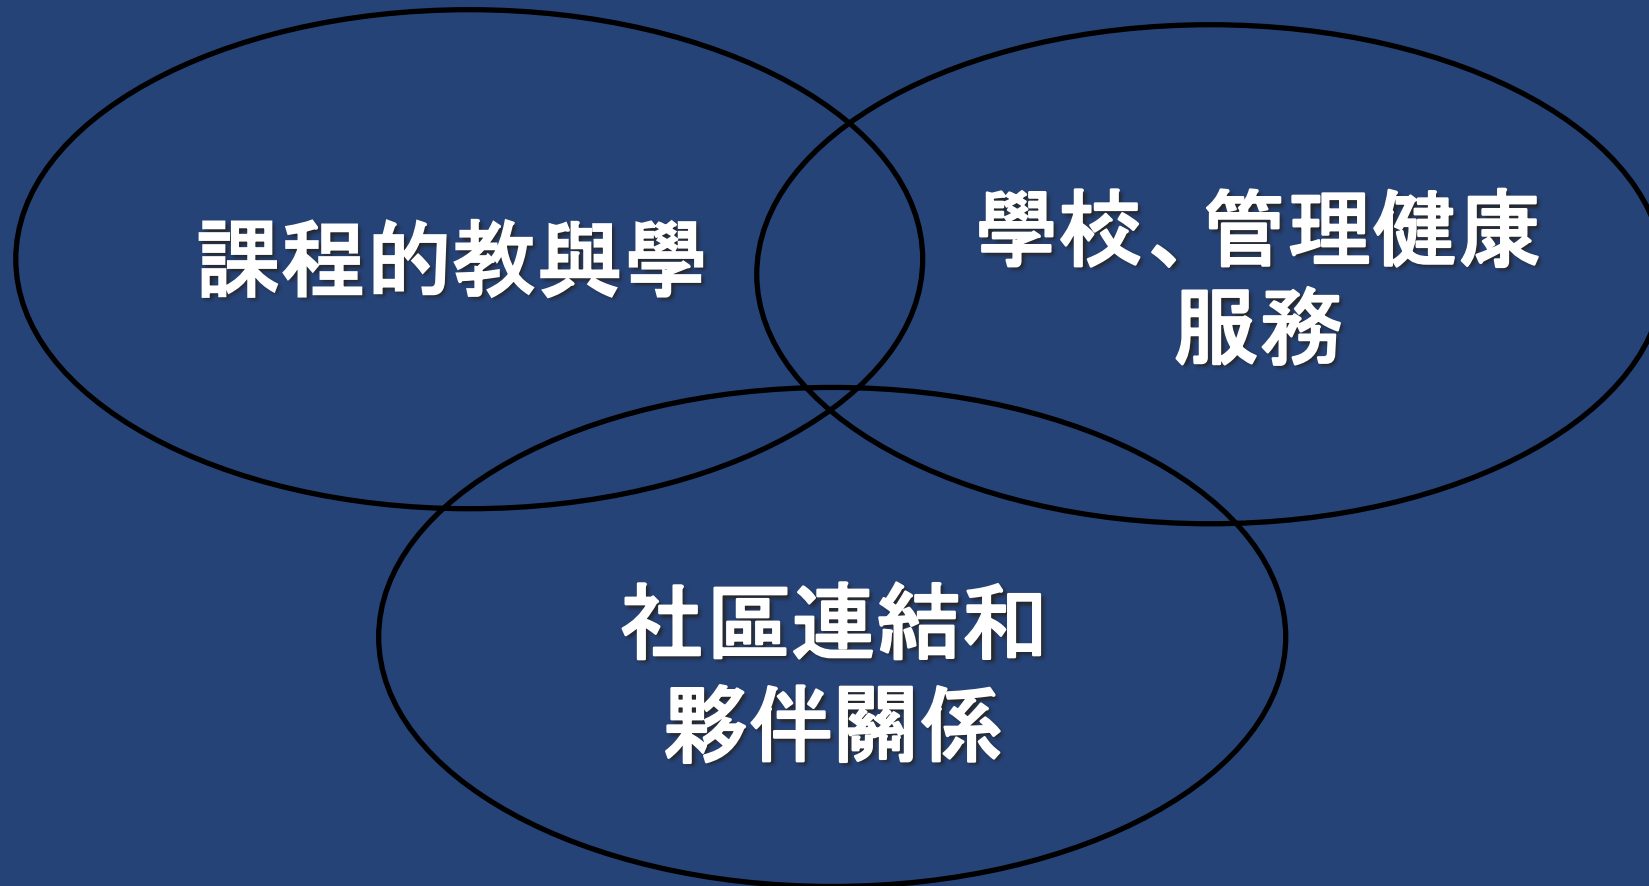 課程的教與學
學校、管理健康
服務
社區連結和
夥伴關係